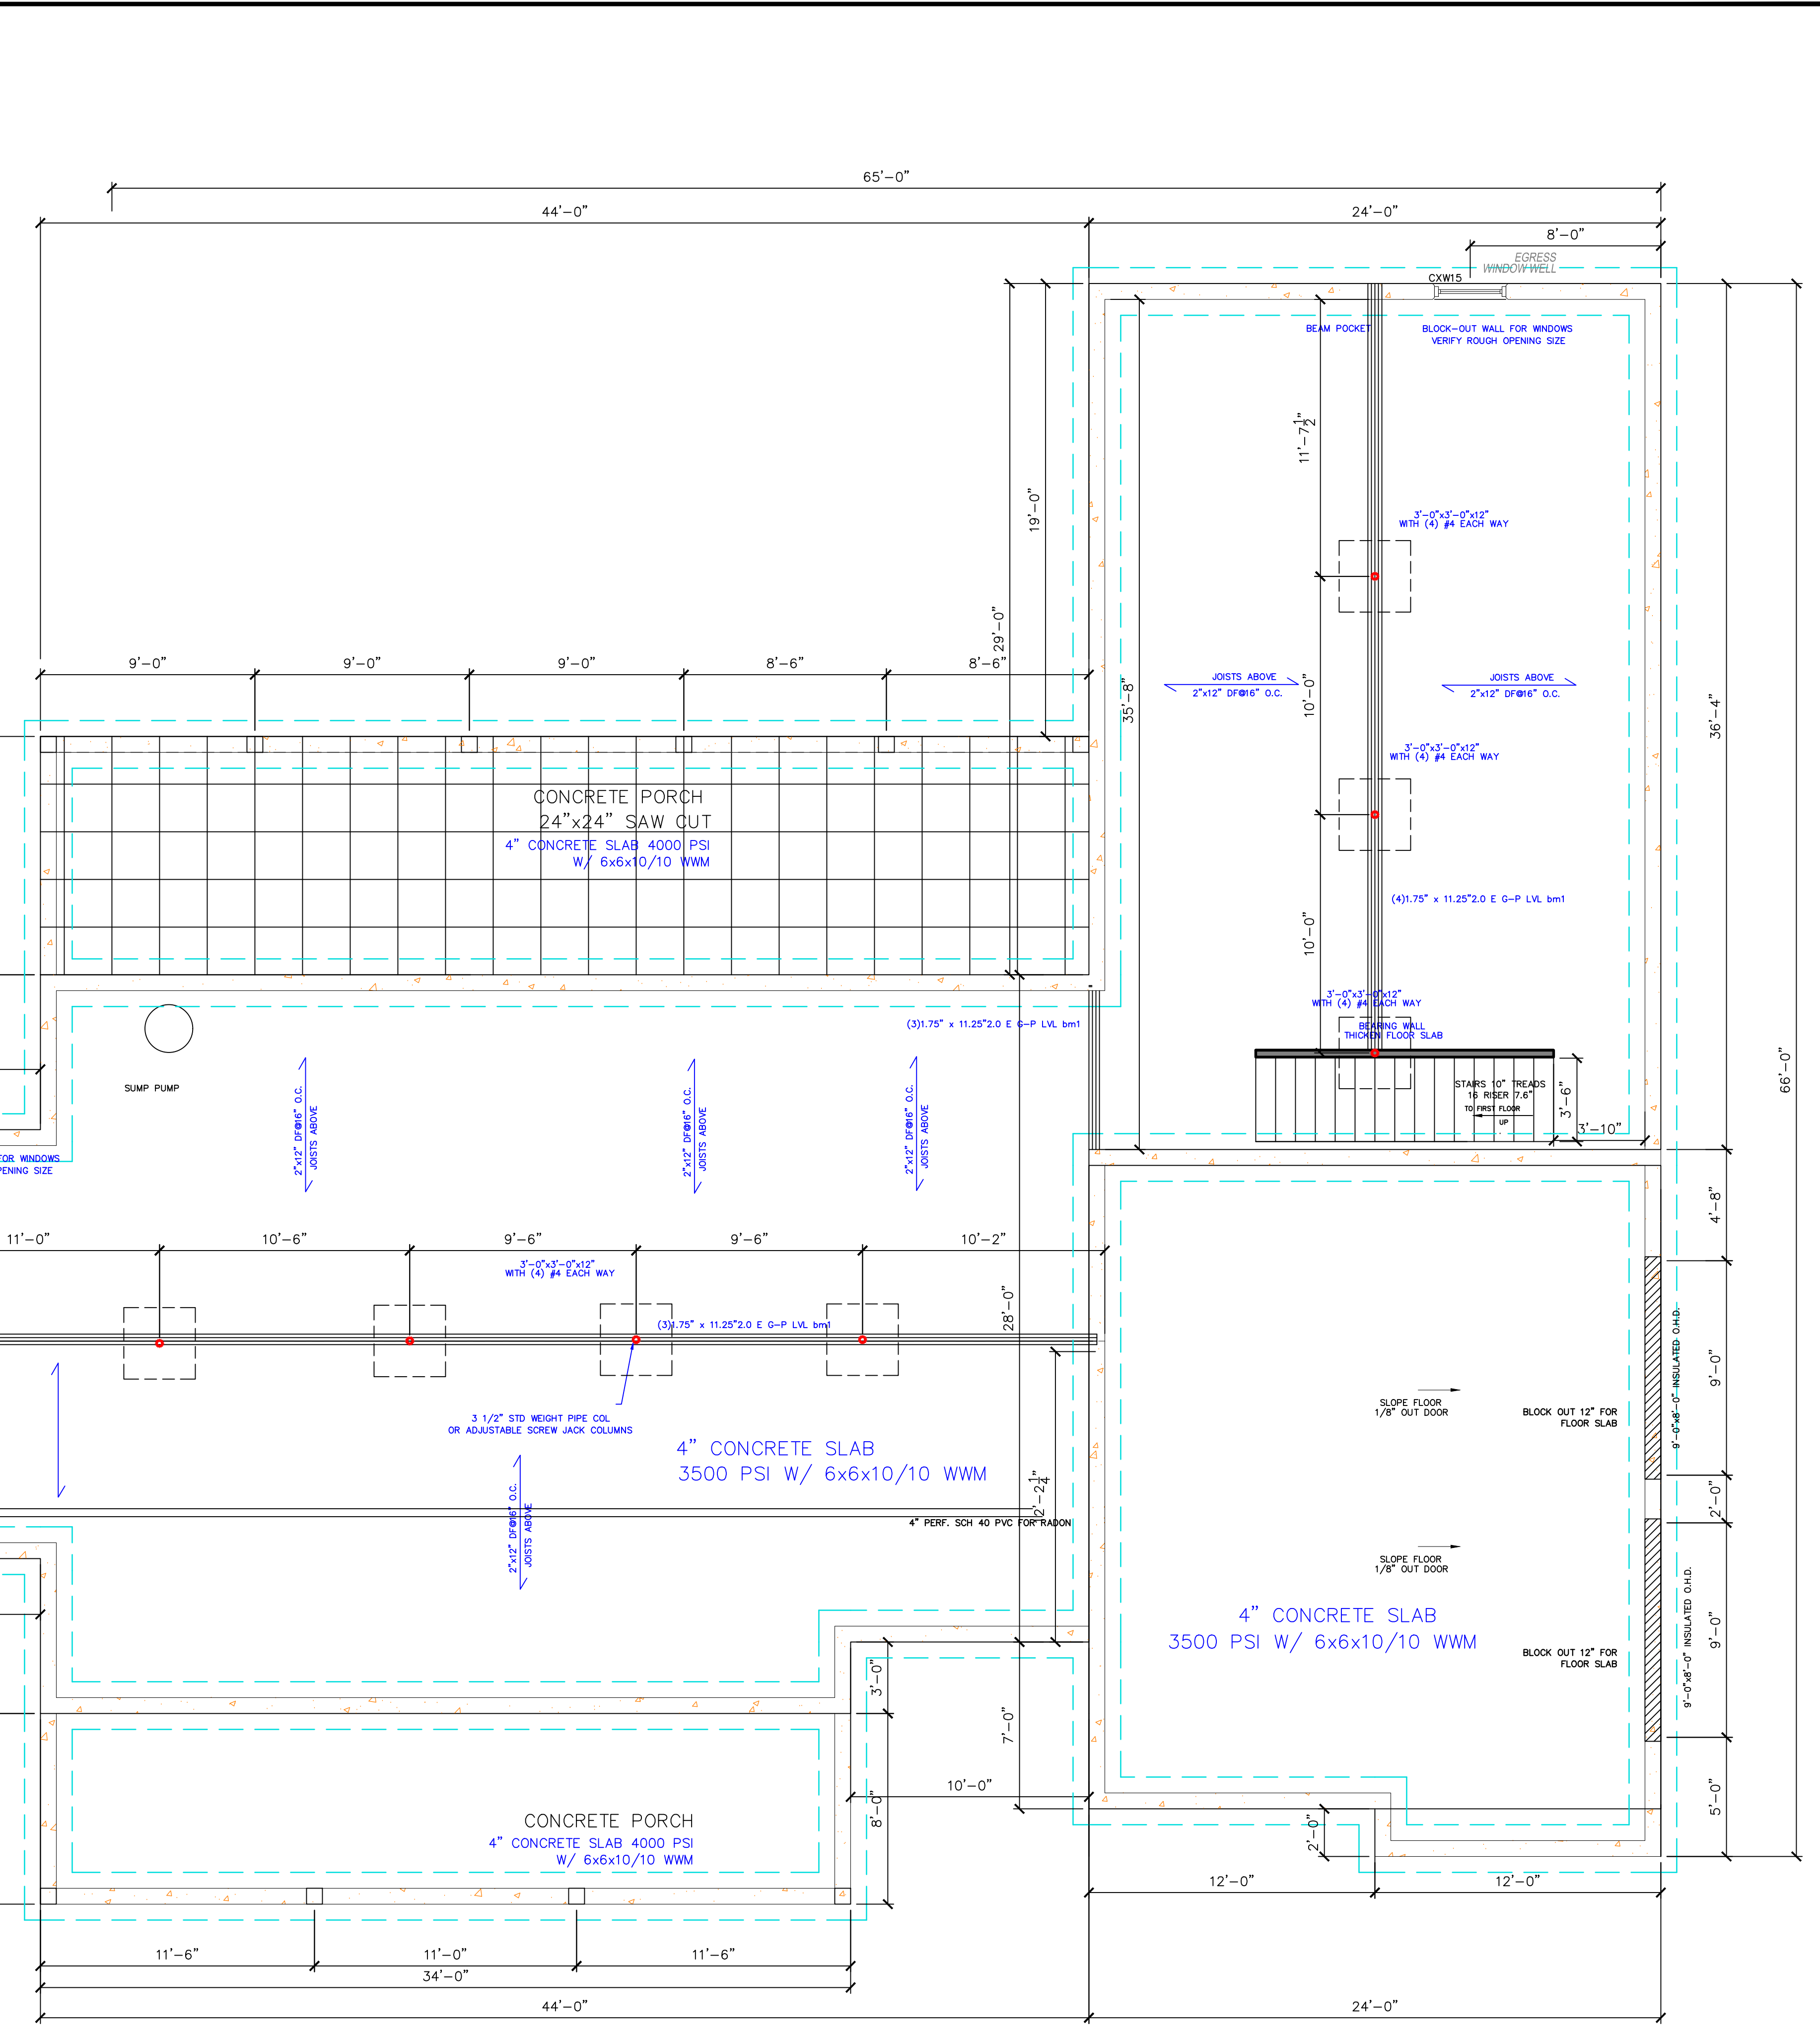 65'-0"
44'-0"
24'-0"
8'-0"
EGRESS
WINDOW WELL
CXW15
BEAM POCKET
BLOCK-OUT WALL FOR WINDOWS
VERIFY ROUGH OPENING SIZE
11'-7 1/2"
19'-0"
3'-0"x3'-0"x12"
WITH (4) #4 EACH WAY
29'-0"
9'-0"
9'-0"
9'-0"
8'-6"
8'-6"
35'-8"
JOISTS ABOVE
2"x12" DF@16" O.C.
10'-0"
JOISTS ABOVE
2"x12" DF@16" O.C.
36'-4"
3'-0"x3'-0"x12"
WITH (4) #4 EACH WAY
CONCRETE PORCH
24"x24" SAW CUT
4" CONCRETE SLAB 4000 PSI
W/ 6x6x10/10 WWM
(4)1.75" x 11.25"2.0 E G-P LVL bm1
10'-0"
3'-0"x3'-0"x12"
WITH (4) #4 EACH WAY
(3)1.75" x 11.25"2.0 E G-P LVL bm1
BEARING WALL
THICKEN FLOOR SLAB
66'-0"
SUMP PUMP
2"x12" DF@16" O.C.
JOISTS ABOVE
2"x12" DF@16" O.C.
JOISTS ABOVE
2"x12" DF@16" O.C.
JOISTS ABOVE
STAIRS 10" TREADS
16 RISER 7.6"
TO FIRST FLOOR
UP
3'-6"
3'-10"
FOR WINDOWS
PENING SIZE
4'-8"
11'-0"
10'-6"
9'-6"
9'-6"
10'-2"
3'-0"x3'-0"x12"
WITH (4) #4 EACH WAY
28'-0"
(3)1.75" x 11.25"2.0 E G-P LVL bm1
9'-0"
9'-0"x8'-0" INSULATED O.H.D.
3 1/2" STD WEIGHT PIPE COL
OR ADJUSTABLE SCREW JACK COLUMNS
SLOPE FLOOR
1/8" OUT DOOR
BLOCK OUT 12" FOR
FLOOR SLAB
4" CONCRETE SLAB
3500 PSI W/ 6x6x10/10 WWM
12'-2 1/4"
2'-0"
4" PERF. SCH 40 PVC FOR RADON
2"x12" DF@16" O.C.
JOISTS ABOVE
SLOPE FLOOR
1/8" OUT DOOR
4" CONCRETE SLAB
3500 PSI W/ 6x6x10/10 WWM
9'-0"
9'-0"x8'-0" INSULATED O.H.D.
BLOCK OUT 12" FOR
FLOOR SLAB
3'-0"
7'-0"
10'-0"
5'-0"
8'-0"
CONCRETE PORCH
4" CONCRETE SLAB 4000 PSI
W/ 6x6x10/10 WWM
2'-0"
12'-0"
12'-0"
11'-6"
11'-0"
11'-6"
34'-0"
44'-0"
24'-0"